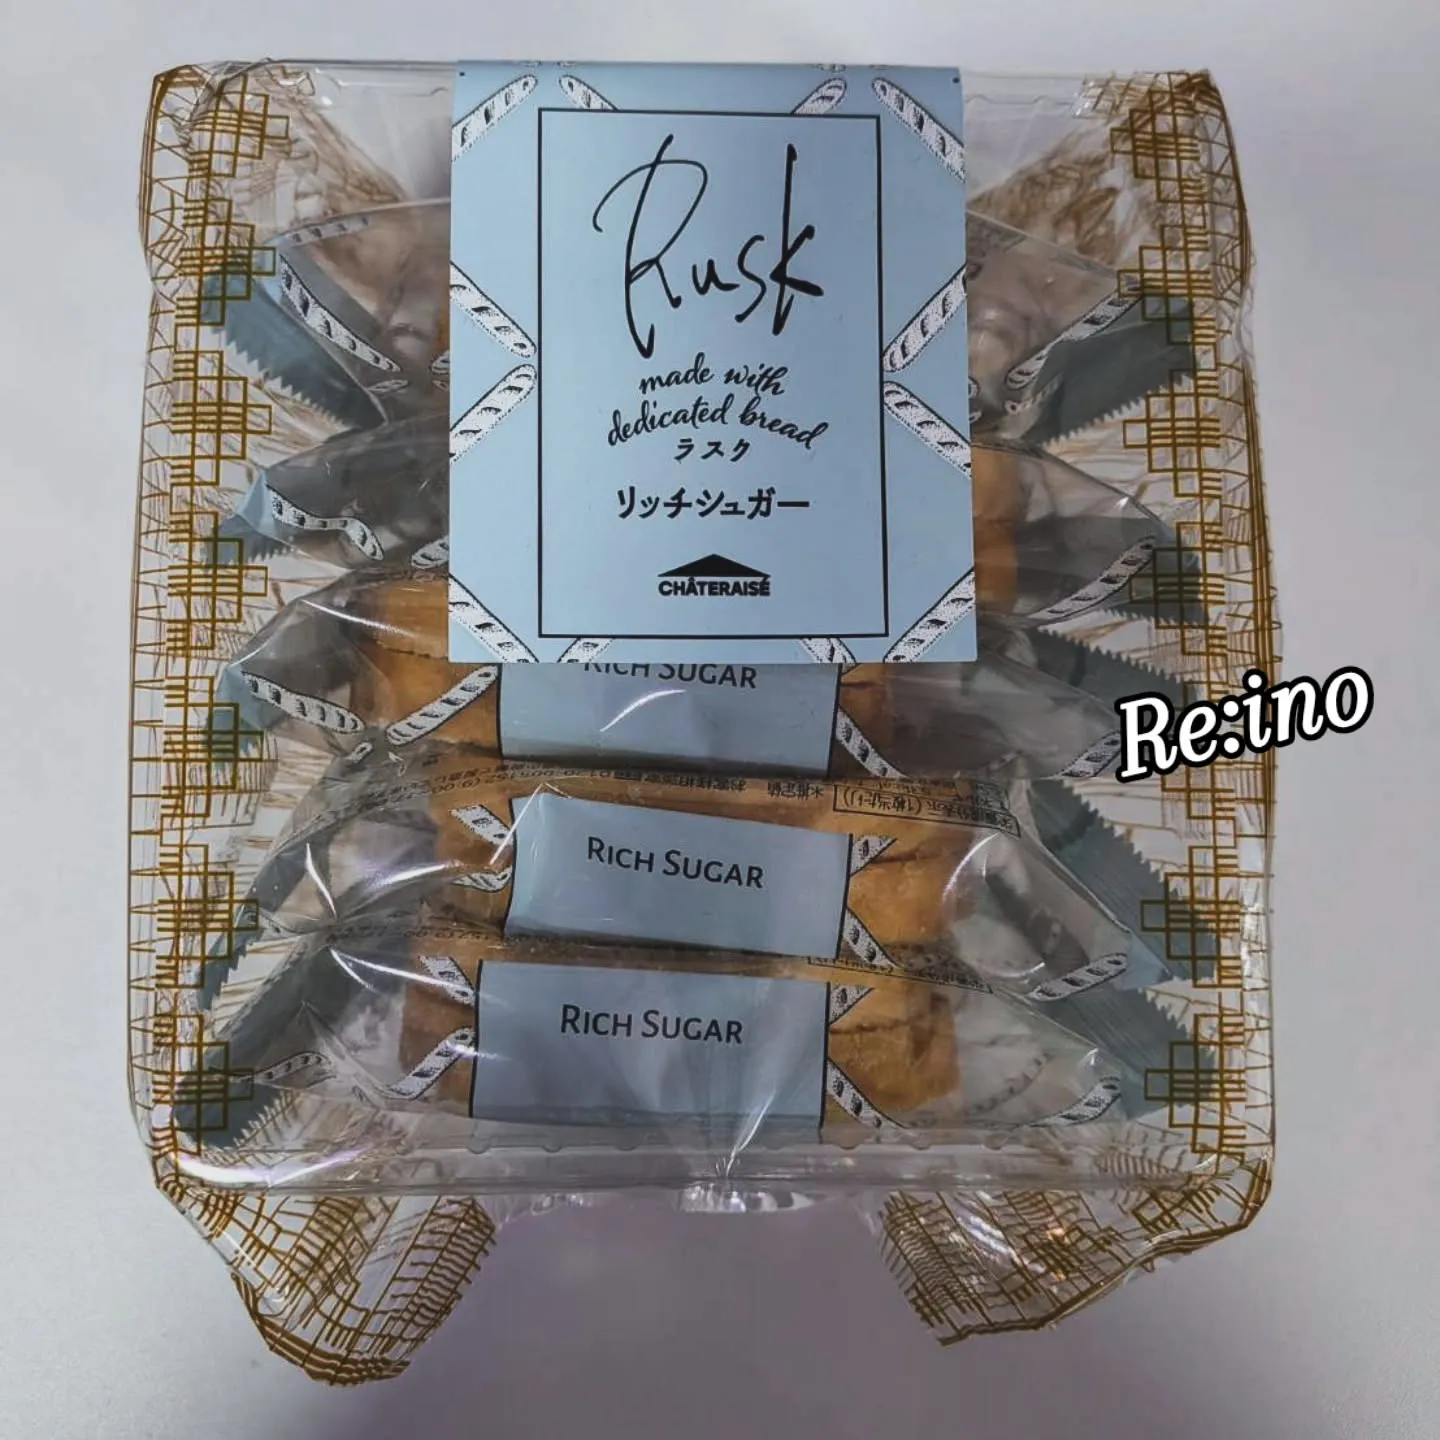 Rusk
made with
dedicated bread
ラスク
リッチシュガー
CHÂTERAISÉ
RICH SUGAR
Re:ino
RICH SUGAR
RICH SUGAR